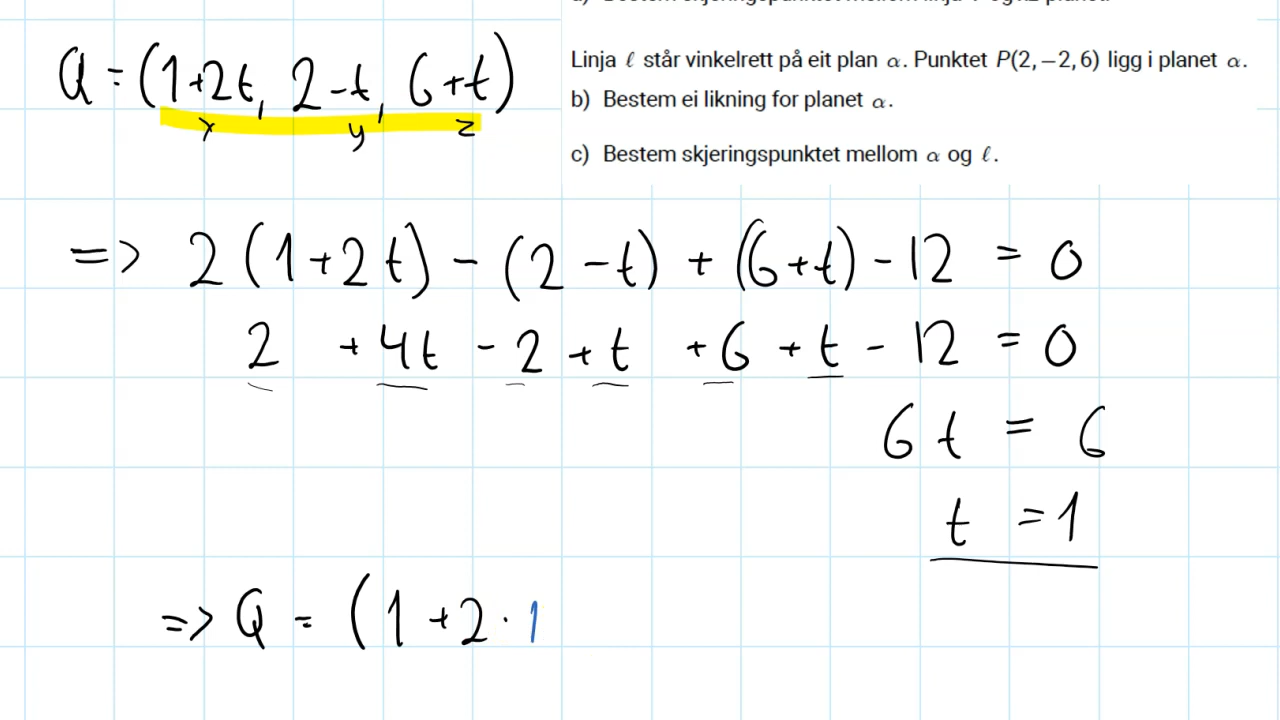 Q = (1+2t, 2-t, 6+t)
x y z
Linja ℓ står vinkelrett på eit plan α. Punktet P(2, −2, 6) ligg i planet α.
b) Bestem ei likning for planet α.
c) Bestem skjeringspunktet mellom α og ℓ.
=> 2(1+2t) - (2-t) + (6+t) - 12 = 0
2 + 4t - 2 + t + 6 + t - 12 = 0
6t = 6
t = 1
=> Q = (1 + 2 · 1